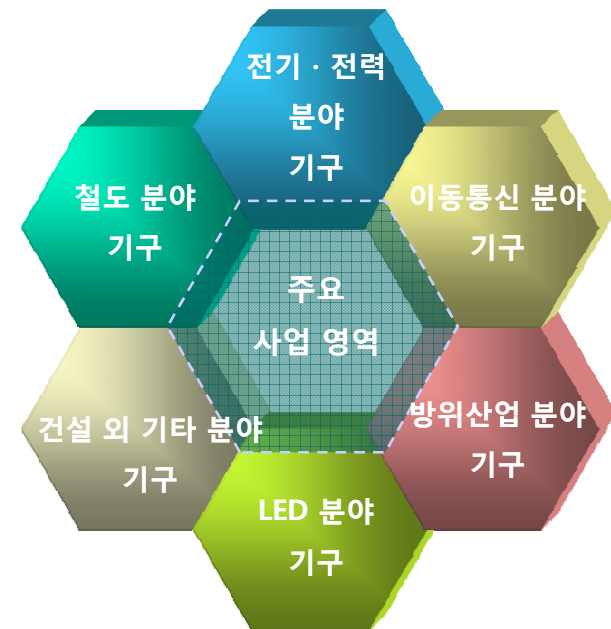 전기 · 전력
분야
기구
철도 분야
기구
이동통신 분야
기구
주요
사업 영역
건설 외 기타 분야
기구
방위산업 분야
기구
LED 분야
기구